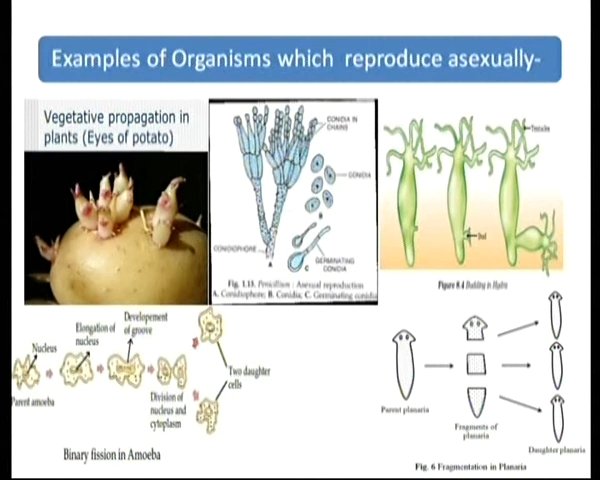 Examples of Organisms which reproduce asexually-
Vegetative propagation in
plants (Eyes of potato)
CONIDIA IN
CHAINS
CONIDIA
CONIDIOPHORE
GERMINATING
CONIDIA
A
B
C
Fig. 1.13. Penicillium : Asexual reproduction
A. Conidiophore; B. Conidia; C. Germinating conidia
Tentacles
Bud
Figure 8.4 Budding in Hydra
Nucleus
Elongation of
nucleus
Developement
of groove
Parent amoeba
Division of
nucleus and
cytoplasm
Two daughter
cells
Binary fission in Amoeba
Parent planaria
Fragments of
planaria
Daughter planaria
Fig. 6 Fragmentation in Planaria